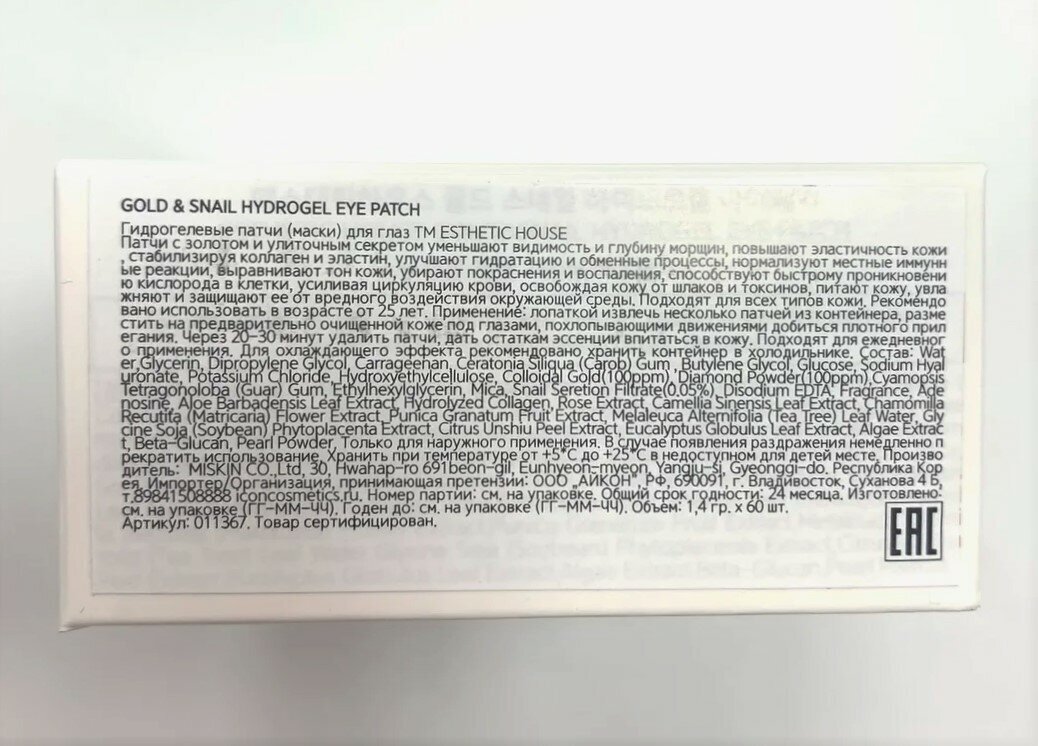 GOLD & SNAIL HYDROGEL EYE PATCH
Гидрогелевые патчи (маски) для глаз ТМ ESTHETIC HOUSE
Патчи с золотом и улиточным секретом уменьшают видимость и глубину морщин, повышают эластичность кожи
, стабилизируя коллаген и эластин, улучшают гидратацию и обменные процессы, нормализуют местные иммунн
ые реакции, выравнивают тон кожи, убирают покраснения и воспаления, способствуют быстрому проникновени
ю кислорода в клетки, усиливая циркуляцию крови, освобождая кожу от шлаков и токсинов, питают кожу, увла
жняют и защищают ее от вредного воздействия окружающей среды. Подходят для всех типов кожи. Рекомендо
вано использовать в возрасте от 25 лет. Применение: лопаткой извлечь несколько патчей из контейнера, разме
стить на предварительно очищенной коже под глазами, похлопывающими движениями добиться плотного прил
егания. Через 20-30 минут удалить патчи, дать остаткам эссенции впитаться в кожу. Подходят для ежедневног
о применения. Для охлаждающего эффекта рекомендовано хранить контейнер в холодильнике. Состав: Wat
er,Glycerin, Dipropylene Glycol, Carrageenan, Ceratonia Siliqua (Carob) Gum , Butylene Glycol, Glucose, Sodium Hyal
uronate, Potassium Chloride, Hydroxyethylcellulose, Colloidal Gold(100ppm), Diamond Powder(100ppm),Cyamopsis
Tetragonoloba (Guar) Gum, Ethylhexylglycerin, Mica, Snail Seretion Filtrate(0.05%), Disodium EDTA, Fragrance, Ade
nosine, Aloe Barbadensis Leaf Extract, Hydrolyzed Collagen, Rose Extract, Camellia Sinensis Leaf Extract, Chamomilla
Recutita (Matricaria) Flower Extract, Punica Granatum Fruit Extract, Melaleuca Alternifolia (Tea Tree) Leaf Water, Gly
cine Soja (Soybean) Phytoplacenta Extract, Citrus Unshiu Peel Extract, Eucalyptus Globulus Leaf Extract, Algae Extrac
t, Beta-Glucan, Pearl Powder, Только для наружного применения. В случае появления раздражения немедленно п
рекратить использование. Хранить при температуре от +5°C до +25°C в недоступном для детей месте. Произво
дитель: MISKIN CO.,Ltd, 30, Hwahap-ro 691beon-gil, Eunhyeon-myeon, Yangju-si, Gyeonggi-do. Республика Кор
ея. Импортер/Организация, принимающая претензии: ООО „АЙКОН", РФ, 690091, г. Владивосток, Суханова 4 Б,
т,89841508888 iconcosmetics.ru. Номер партии: см. на упаковке. Общий срок годности: 24 месяца. Изготовлено:
см. на упаковке (ГГ-ММ-ЧЧ). Годен до: см. на упаковке (ГГ-ММ-ЧЧ). Объём: 1,4 гр. x 60 шт.
Артикул: 011367. Товар сертифицирован.
EAC